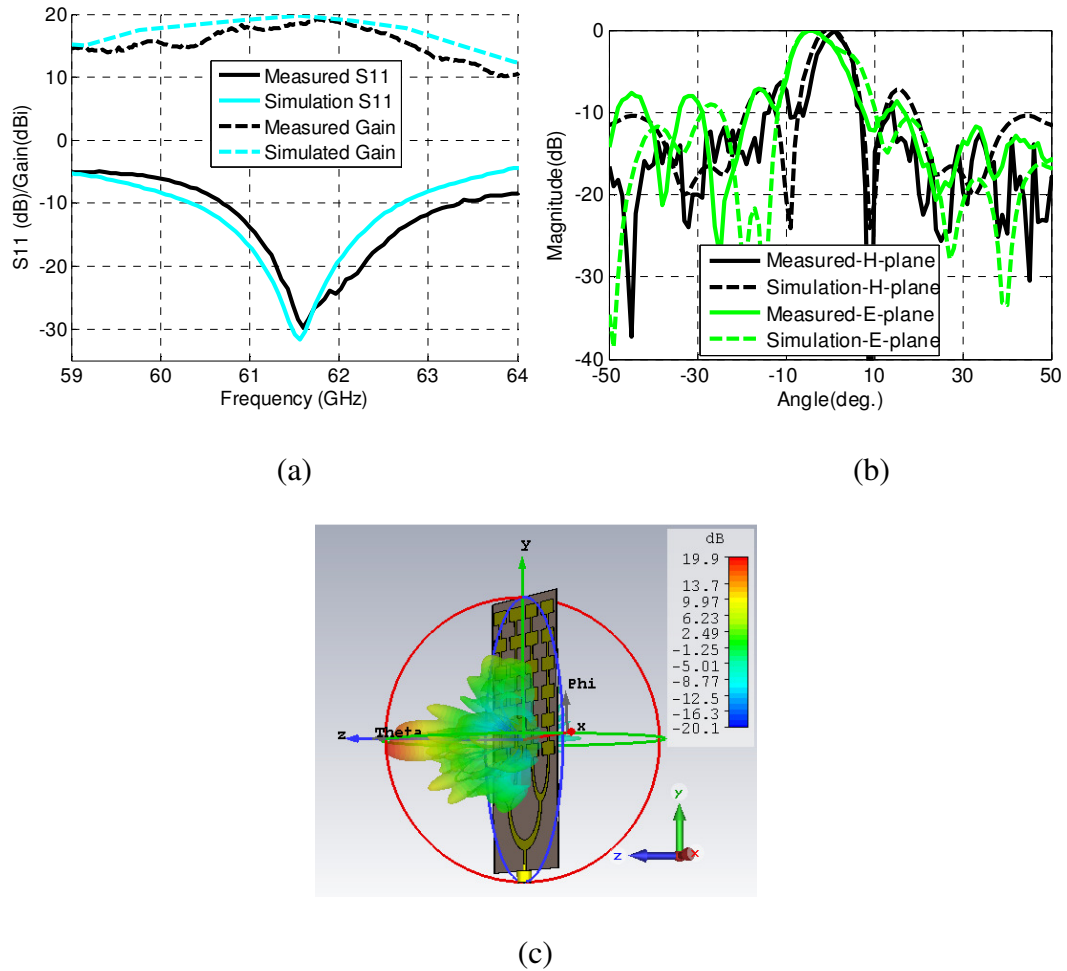 S11 (dB)/Gain(dBi)
20
10
0
-10
-20
-30
59
60
61
62
63
64
Frequency (GHz)
Measured S11
Simulation S11
Measured Gain
Simulated Gain
(a)
Magnitude(dB)
0
-10
-20
-30
-40
-50
-30
-10
10
30
50
Angle(deg.)
Measured-H-plane
Simulation-H-plane
Measured-E-plane
Simulation-E-plane
(b)
y
Phi
x
z
Theta
dB
19.9
13.7
9.97
6.23
2.49
-1.25
-5.01
-8.77
-12.5
-16.3
-20.1
y
z
x
(c)